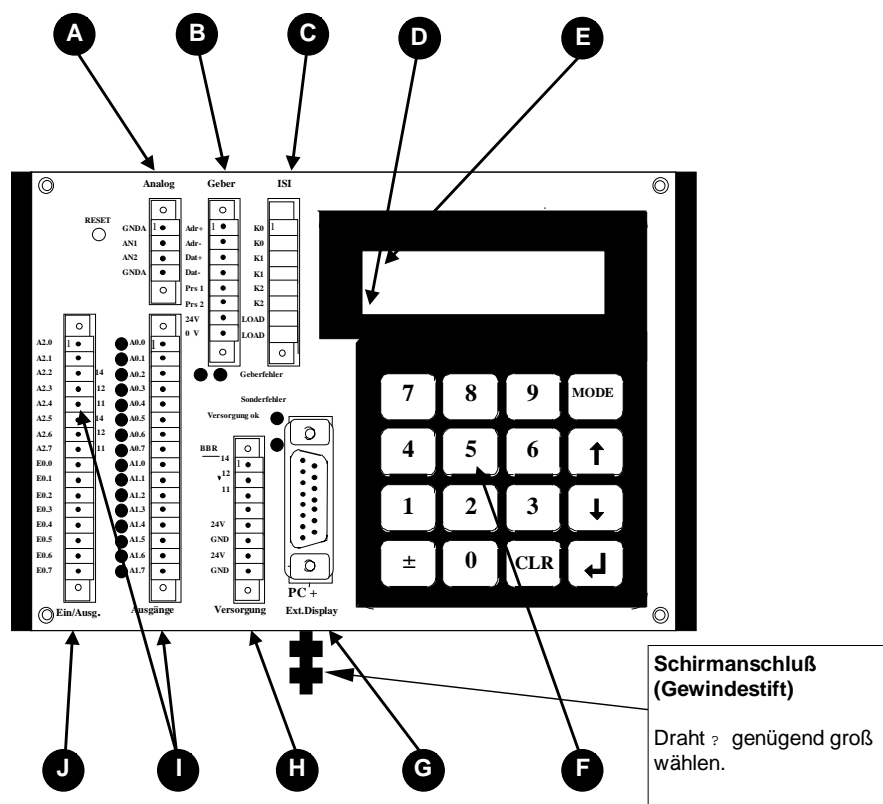 A B C D E
Analog Geber ISI
RESET
GNDA 1
AN1
AN2
GNDA
Adr+ 1
Adr-
Dat+
Dat-
Prs 1
Prs 2
24V
0 V
K0 1
K0
K1
K1
K2
K2
LOAD
LOAD
Geberfehler
Sonderfehler
Versorgung ok
A2.0 1
A2.1
A2.2 14
A2.3 12
A2.4 11
A2.5 14
A2.6 12
A2.7 11
E0.0
E0.1
E0.2
E0.3
E0.4
E0.5
E0.6
E0.7
Ein/Ausg.
A0.0 1
A0.1
A0.2
A0.3
A0.4
A0.5
A0.6
A0.7
A1.0
A1.1
A1.2
A1.3
A1.4
A1.5
A1.6
A1.7
Ausgänge
BBR
14 1
12
11
24V
GND
24V
GND
Versorgung
PC +
Ext.Display
7 8 9 MODE
4 5 6 ↑
1 2 3 ↓
± 0 CLR ↵
Schirmanschluß
(Gewindestift)
Draht ? genügend groß
wählen.
J I H G F